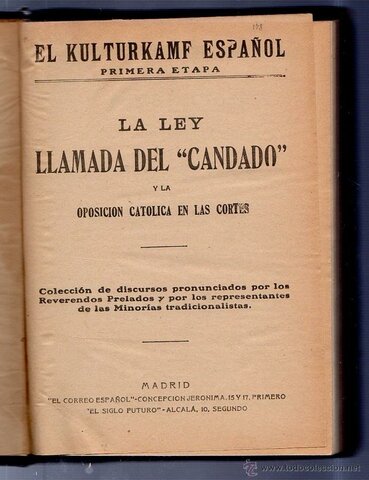 148
EL KULTURKAMF ESPAÑOL
PRIMERA ETAPA
LA LEY
LLAMADA DEL "CANDADO"
Y LA
OPOSICION CATOLICA EN LAS CORTES
Colección de discursos pronunciados por los
Reverendos Prelados y por los representantes
de las Minorías tradicionalistas.
MADRID
"EL CORREO ESPAÑOL"-CONCEPCION JERONIMA, 15 Y 17, PRIMERO
"EL SIGLO FUTURO"-ALCALÁ, 10, SEGUNDO
www.todocoleccion.net